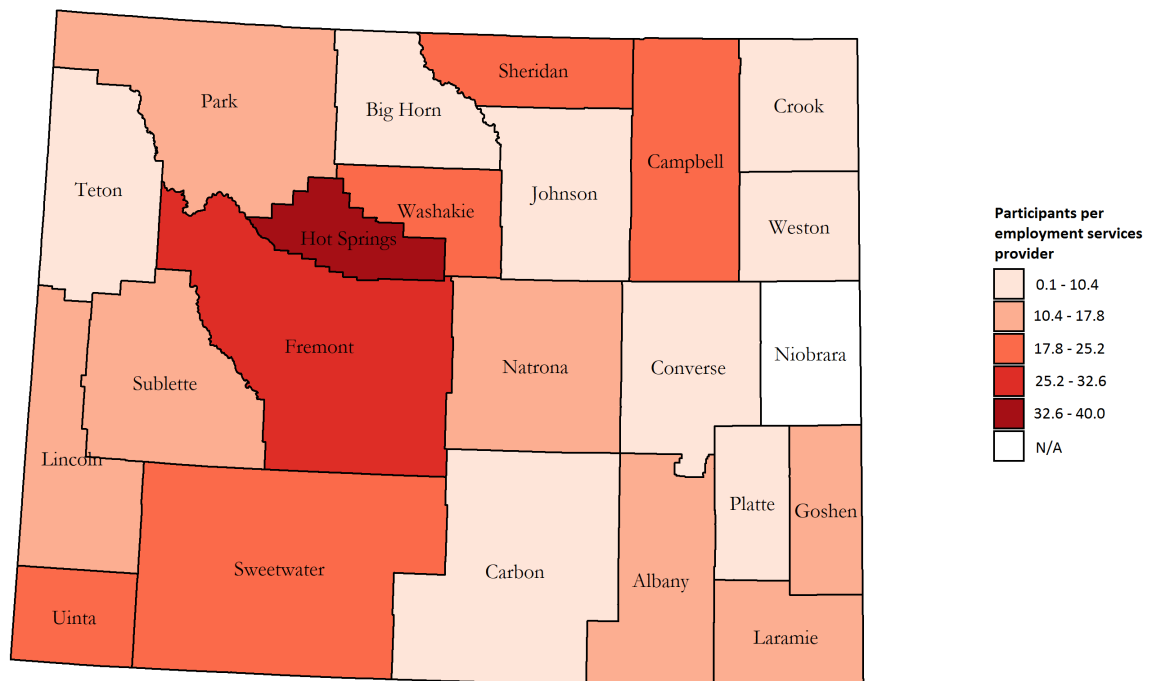 Sheridan
Park
Big Horn
Crook
Campbell
Teton
Johnson
Washakie
Weston
Hot Springs
Fremont
Natrona
Converse
Niobrara
Sublette
Lincoln
Platte
Goshen
Sweetwater
Carbon
Albany
Uinta
Laramie
Participants per
employment services
provider
0.1 - 10.4
10.4 - 17.8
17.8 - 25.2
25.2 - 32.6
32.6 - 40.0
N/A